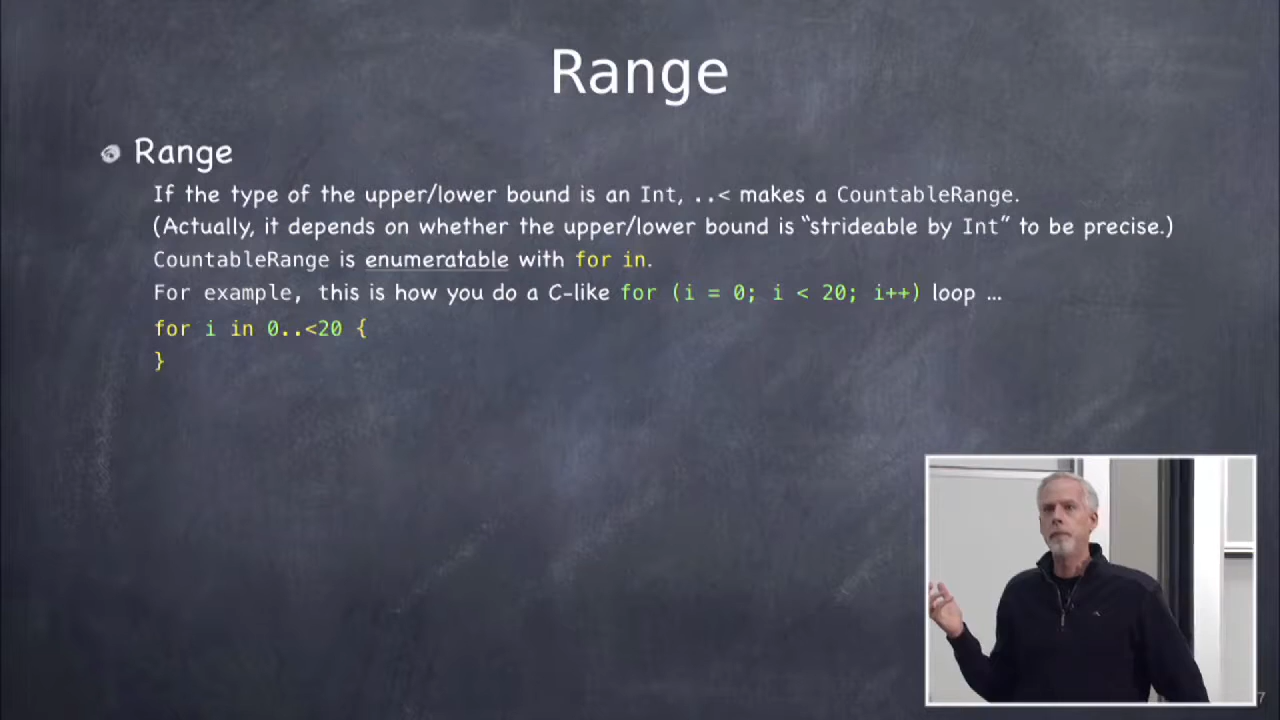 Range
Range
If the type of the upper/lower bound is an Int, ..< makes a CountableRange.
(Actually, it depends on whether the upper/lower bound is “strideable by Int” to be precise.)
CountableRange is enumeratable with for in.
For example, this is how you do a C-like for (i = 0; i < 20; i++) loop ...
for i in 0..<20 {
}
7